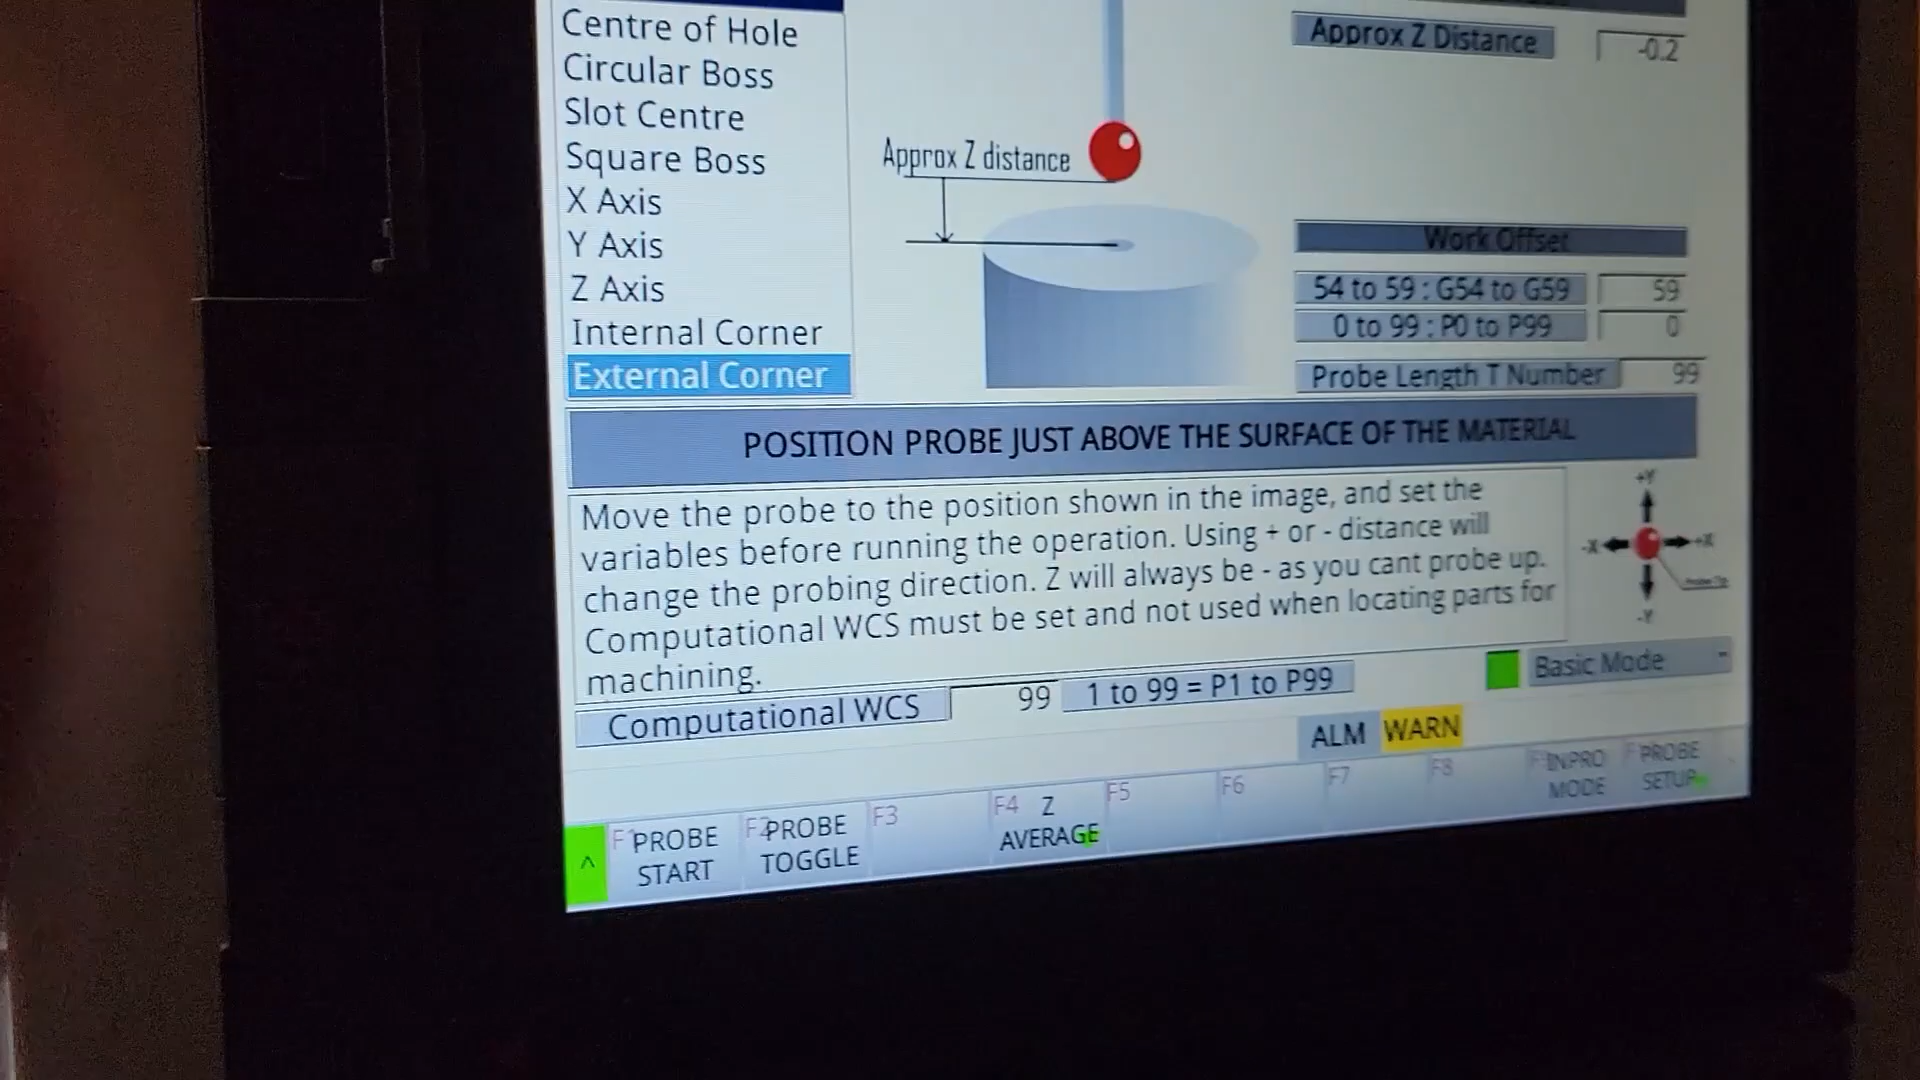 Centre of Hole
Circular Boss
Slot Centre
Square Boss
X Axis
Y Axis
Z Axis
Internal Corner
External Corner
Approx Z distance
Approx Z Distance
-0.2
Work Offset
54 to 59 : G54 to G59
59
0 to 99 : P0 to P99
0
Probe Length T Number
99
POSITION PROBE JUST ABOVE THE SURFACE OF THE MATERIAL
Move the probe to the position shown in the image, and set the
variables before running the operation. Using + or - distance will
change the probing direction. Z will always be - as you cant probe up.
Computational WCS must be set and not used when locating parts for
machining.
+Y
-X
+X
-Y
Computational WCS
99
1 to 99 = P1 to P99
Basic Mode
ALM
WARN
^
F1 PROBE
START
F2 PROBE
TOGGLE
F3
F4 Z
AVERAGE
F5
F6
F7
F8
INPRO
MODE
PROBE
SETUP